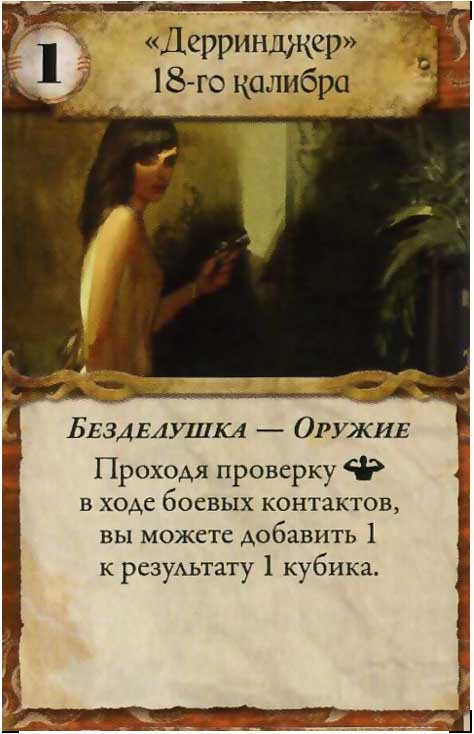 1
«Дерринджер»
18-го калибра
Безделушка — Оружие
Проходя проверку
в ходе боевых контактов,
вы можете добавить 1
к результату 1 кубика.